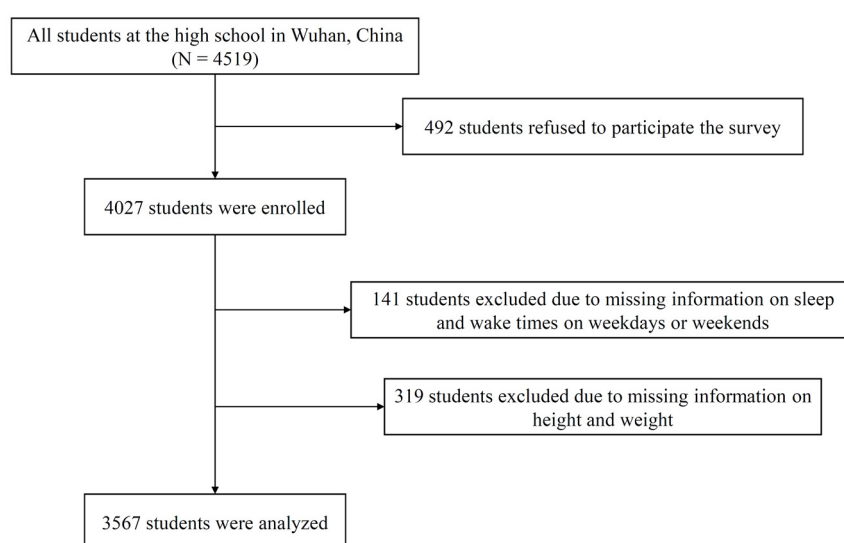 All students at the high school in Wuhan, China
(N = 4519)
492 students refused to participate the survey
4027 students were enrolled
141 students excluded due to missing information on sleep
and wake times on weekdays or weekends
319 students excluded due to missing information on
height and weight
3567 students were analyzed